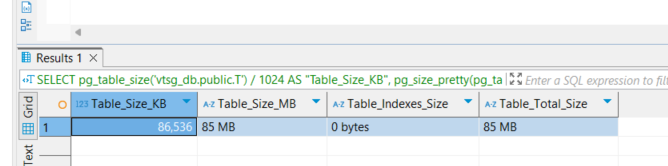 Results 1
SELECT pg_table_size('vtsg_db.public.T') / 1024 AS "Table_Size_KB", pg_size_pretty(pg_ta
Enter a SQL expression to filt
Grid
Table_Size_KB
A-Z Table_Size_MB
A-Z Table_Indexes_Size
A-Z Table_Total_Size
1
86,536
85 MB
0 bytes
85 MB
Text